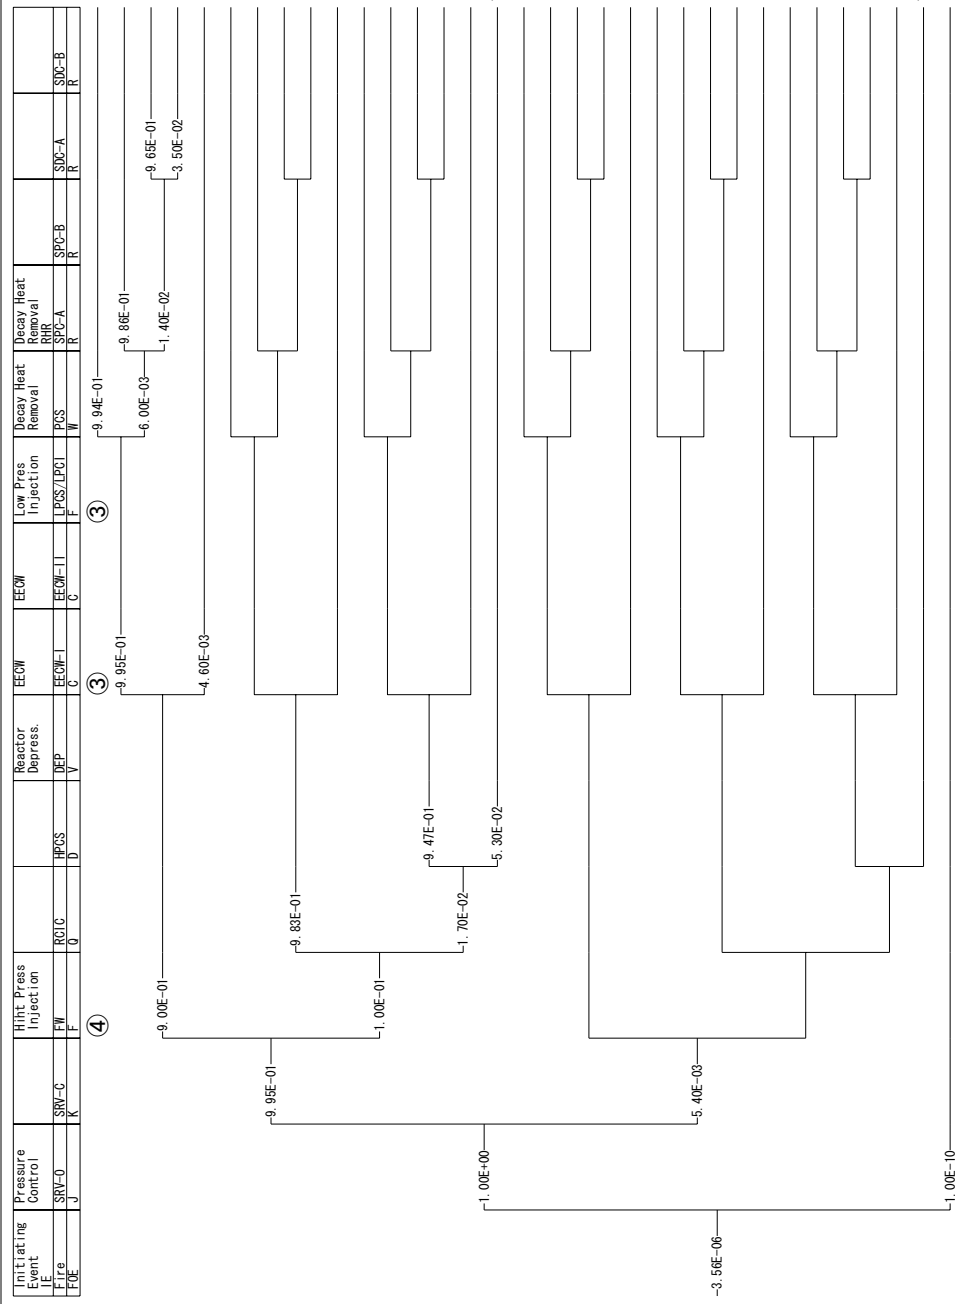 Initiating
Event
IE
Fire
FOE
Pressure
Control
SRV-O
J
SRV-C
K
Hiht Press
Injection
FW
F
RCIC
Q
HPCS
D
Reactor
Depress.
DEP
V
EECW
EECW-I
C
EECW
EECW-II
C
Low Pres
Injection
LPCS/LPCI
F
Decay Heat
Removal
PCS
W
Decay Heat
Removal
RHR
SPC-A
R
SPC-B
R
SDC-A
R
SDC-B
R
④
③
③
9.94E-01
9.86E-01
9.65E-01
3.50E-02
1.40E-02
6.00E-03
9.95E-01
4.60E-03
9.00E-01
9.83E-01
9.47E-01
5.30E-02
1.70E-02
1.00E-01
9.95E-01
5.40E-03
1.00E+00
3.56E-06
1.00E-10